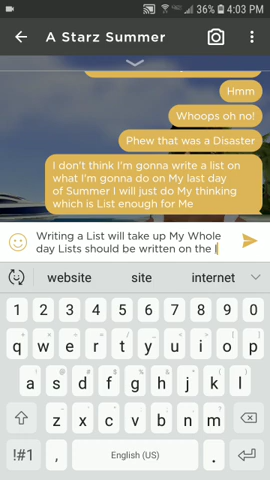 36% 4:03 PM
A Starz Summer
Hmm
Whoops oh no!
Phew that was a Disaster
I don't think I'm gonna write a list on
what I'm gonna do on My last day
of Summer I will just do My thinking
which is List enough for Me
Writing a List will take up My Whole
day Lists should be written on the I
website site internet
1 2 3 4 5 6 7 8 9 0
q w e r t y u i o p
a s d f g h j k l
z x c v b n m
!#1 , English (US) .